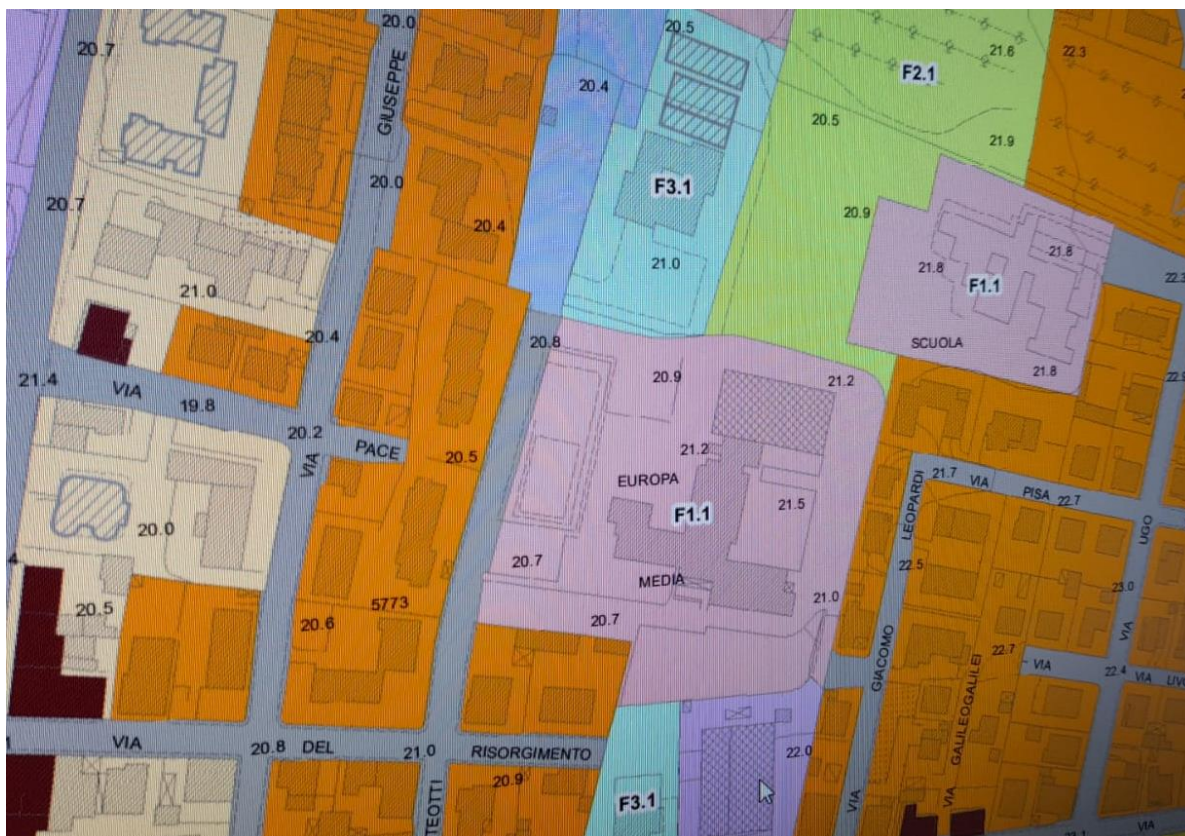 20.0
20.5
21.6
22.3
20.7
GIUSEPPE
20.4
F2.1
20.5
21.9
20.0
F3.1
20.7
20.4
20.9
21.0
21.8
21.8
F1.1
21.0
20.4
20.8
SCUOLA
21.8
21.4
VIA
19.8
20.9
21.2
20.2
VIA
PACE
20.5
21.2
EUROPA
F1.1
21.5
LEOPARDI
21.7
VIA
PISA
22.7
UGO
20.0
20.7
MEDIA
22.5
23.0
20.5
5773
20.6
20.7
21.0
GIACOMO
GALILEOGALILEI
22.7
VIA
VIA
22.4
VIA
VIA
20.8
DEL
21.0
RISORGIMENTO
20.9
22.0
TEOTTI
F3.1
VIA
VIA
VIA